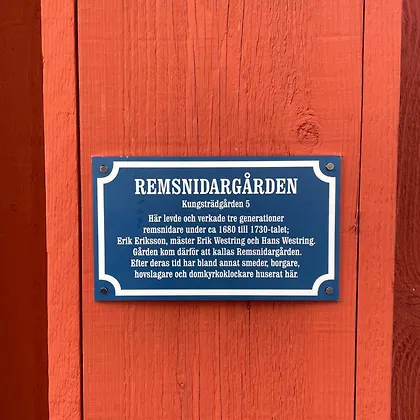 REMSNIDARGÅRDEN
Kungsträdgården 5
Här levde och verkade tre generationer
remsnidare under ca 1680 till 1730-talet;
Erik Eriksson, mäster Erik Westring och Hans Westring.
Gården kom därför att kallas Remsnidargården.
Efter deras tid har bland annat smeder, borgare,
hovslagare och domkyrkoklockare huserat här.